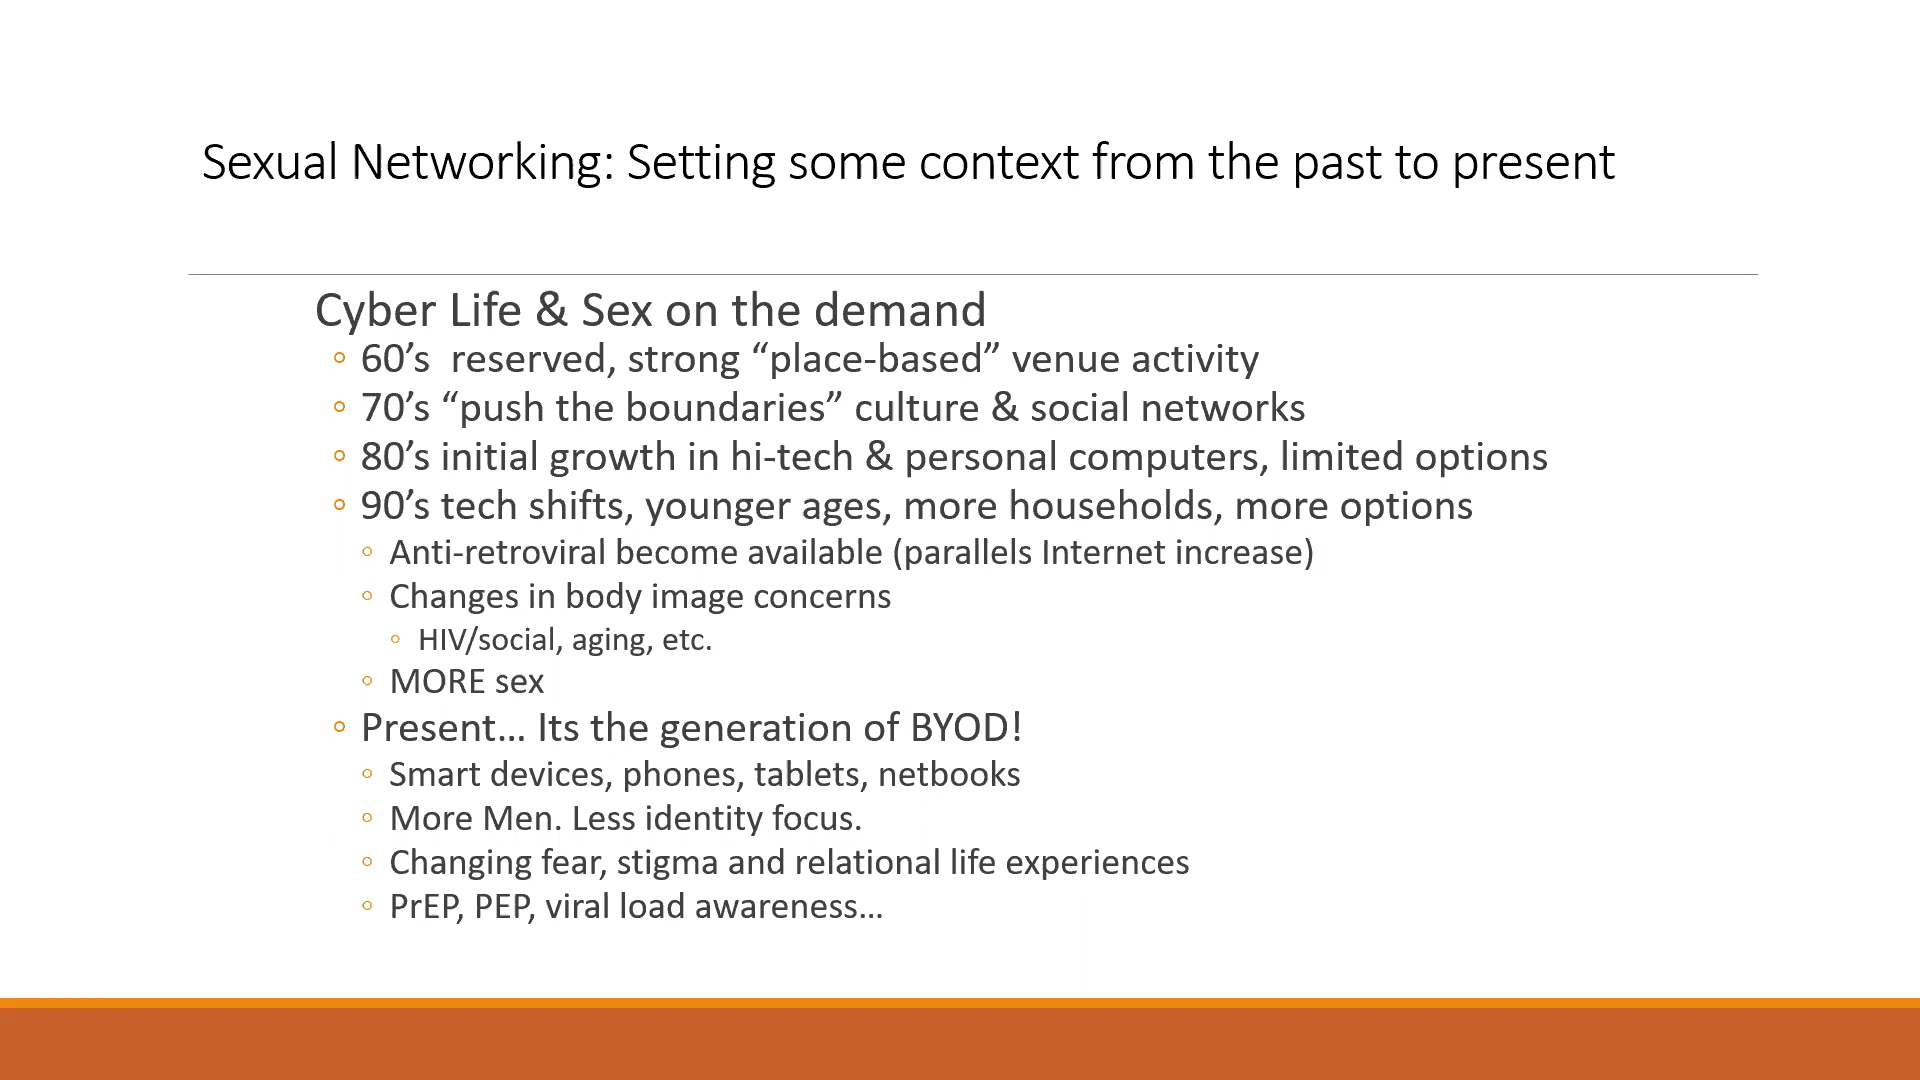 Sexual Networking: Setting some context from the past to present
Cyber Life & Sex on the demand
◦ 60’s  reserved, strong “place-based” venue activity
◦ 70’s “push the boundaries” culture & social networks
◦ 80’s initial growth in hi-tech & personal computers, limited options
◦ 90’s tech shifts, younger ages, more households, more options
◦ Anti-retroviral become available (parallels Internet increase)
◦ Changes in body image concerns
◦ HIV/social, aging, etc.
◦ MORE sex
◦ Present… Its the generation of BYOD!
◦ Smart devices, phones, tablets, netbooks
◦ More Men. Less identity focus.
◦ Changing fear, stigma and relational life experiences
◦ PrEP, PEP, viral load awareness…